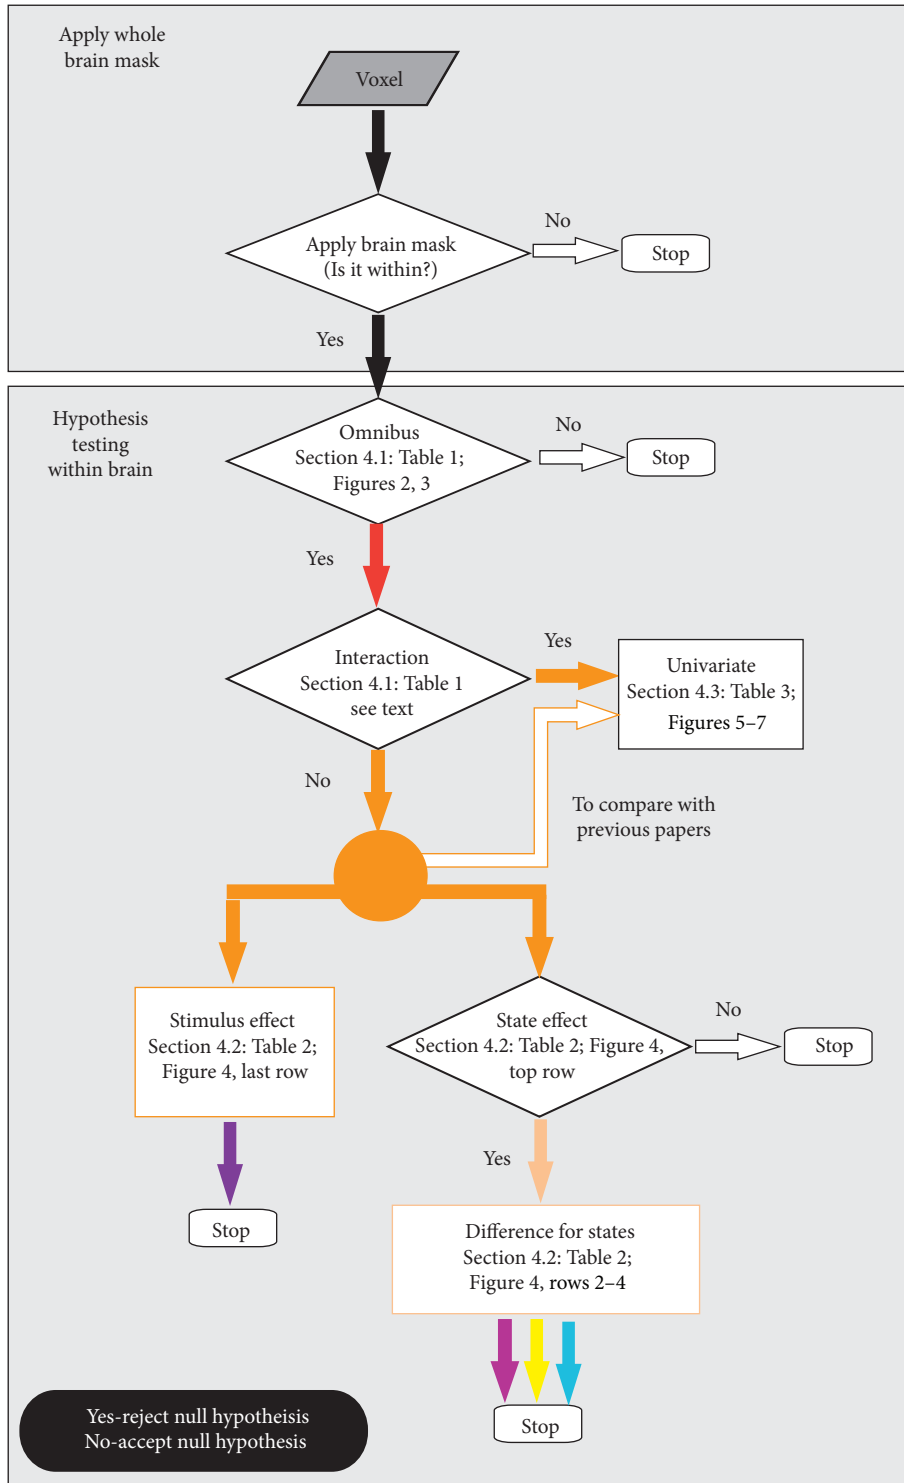 Apply whole
brain mask
Voxel
Apply brain mask
(Is it within?)
No
Stop
Yes
Hypothesis
testing
within brain
Omnibus
Section 4.1: Table 1;
Figures 2, 3
No
Stop
Yes
Interaction
Section 4.1: Table 1
see text
Yes
Univariate
Section 4.3: Table 3;
Figures 5–7
No
To compare with
previous papers
Stimulus effect
Section 4.2: Table 2;
Figure 4, last row
State effect
Section 4.2: Table 2; Figure 4,
top row
No
Stop
Yes
Stop
Difference for states
Section 4.2: Table 2;
Figure 4, rows 2–4
Stop
Yes-reject null hypotheisis
No-accept null hypothesis